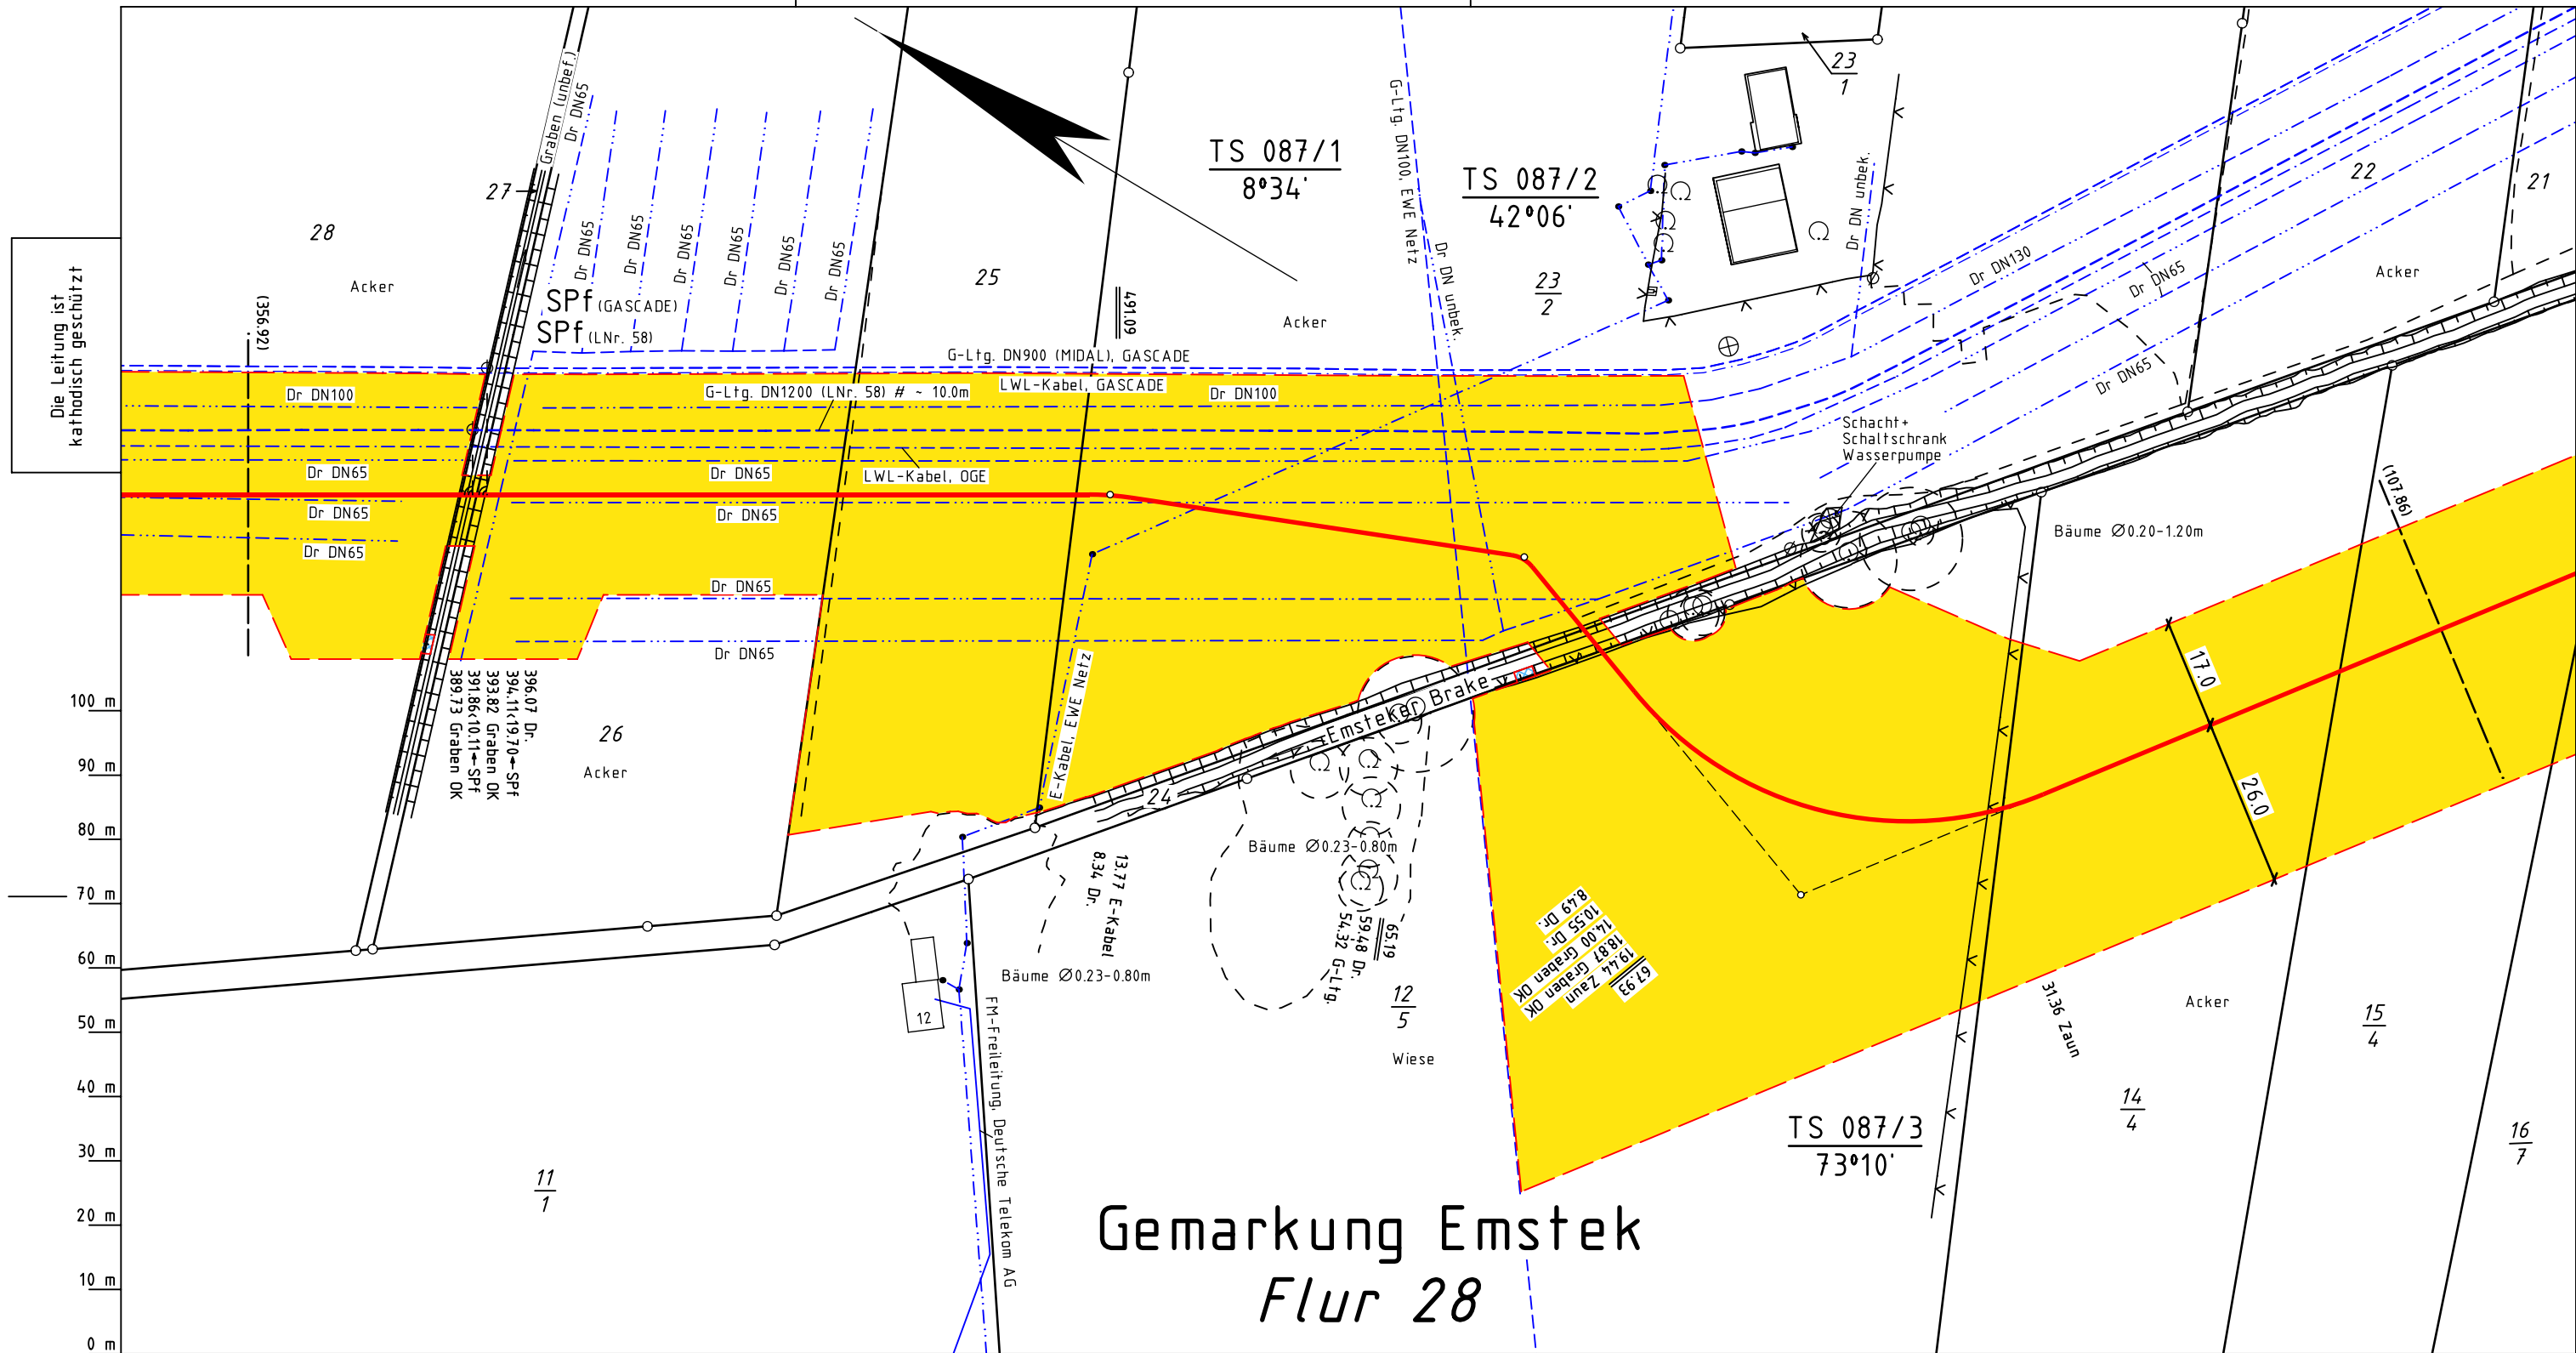 Die Leitung ist
kathodisch geschützt
100 m
90 m
80 m
70 m
60 m
50 m
40 m
30 m
20 m
10 m
0 m
28
Acker
(356.92)
27
Graben (unbef.)
Dr DN65
Dr DN65
Dr DN65
Dr DN65
Dr DN65
Dr DN65
Dr DN65
SPf (GASCADE)
SPf (LNr. 58)
25
491.09
TS 087/1
8°34'
Acker
G-Ltg. DN100, EWE Netz
Dr DN unbek.
TS 087/2
42°06'
23
2
23
1
Dr DN unbek.
Dr DN130
Dr DN65
Dr DN65
22
Acker
21
G-Ltg. DN900 (MIDAL), GASCADE
LWL-Kabel, GASCADE
G-Ltg. DN1200 (LNr. 58) # ~ 10.0m
Dr DN100
Dr DN100
Dr DN65
Dr DN65
LWL-Kabel, OGE
Dr DN65
Dr DN65
Dr DN65
Dr DN65
Dr DN65
Schacht+
Schaltschrank
Wasserpumpe
Bäume Ø0.20-1.20m
(107.86)
17.0
26.0
396.07 Dr.
394.11<19.70←SPf
393.82 Graben OK
391.86<10.11←SPf
389.73 Graben OK
26
Acker
E-Kabel, EWE Netz
Emsteker Brake
24
Bäume Ø0.23-0.80m
13.77 E-Kabel
8.34 Dr.
Bäume Ø0.23-0.80m
65.19
59.48 Dr.
54.32 G-Ltg.
67.93
19.44 Zaun
18.87 Graben OK
14.00 Graben OK
10.55 Dr.
8.49 Dr.
12
FM-Freileitung, Deutsche Telekom AG
12
5
Wiese
31.36 Zaun
Acker
15
4
14
4
16
7
TS 087/3
73°10'
11
1
Gemarkung Emstek
Flur 28